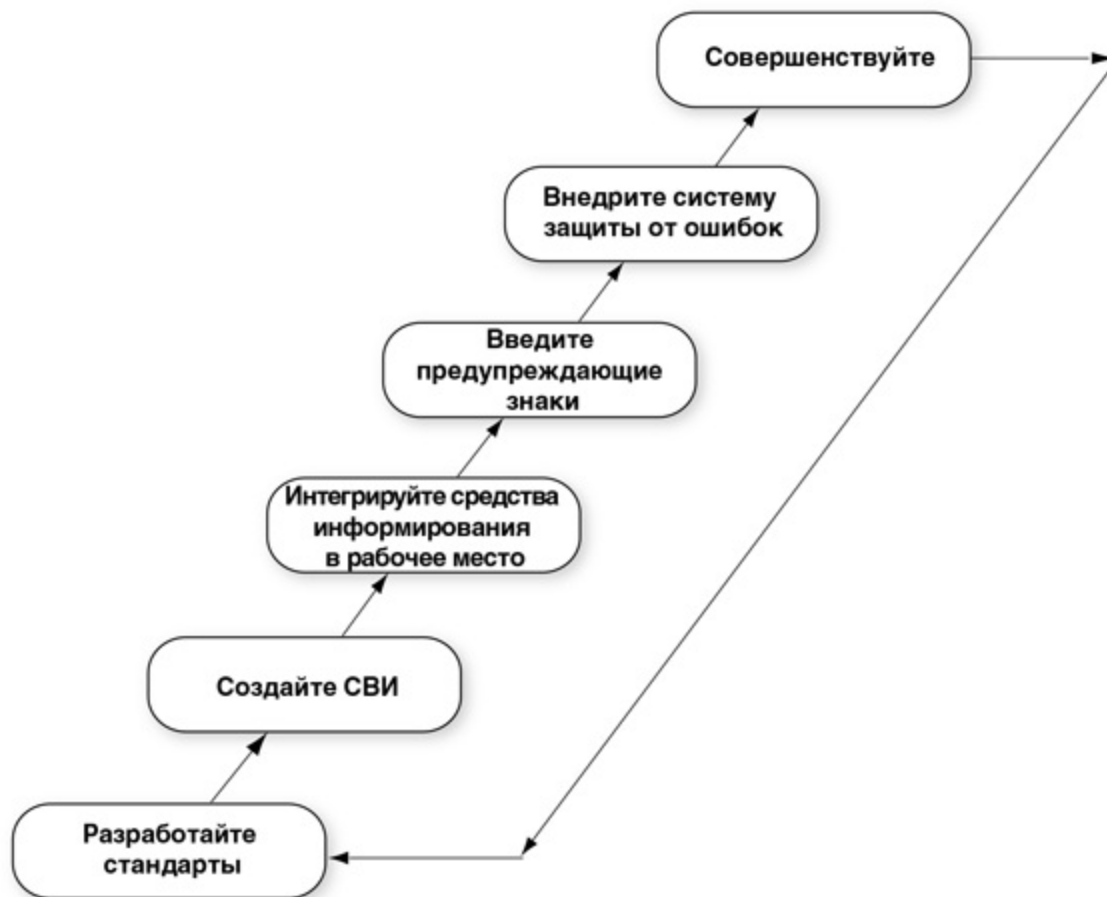 Совершенствуйте
Внедрите систему
защиты от ошибок
Введите
предупреждающие
знаки
Интегрируйте средства
информирования
в рабочее место
Создайте СВИ
Разработайте
стандарты